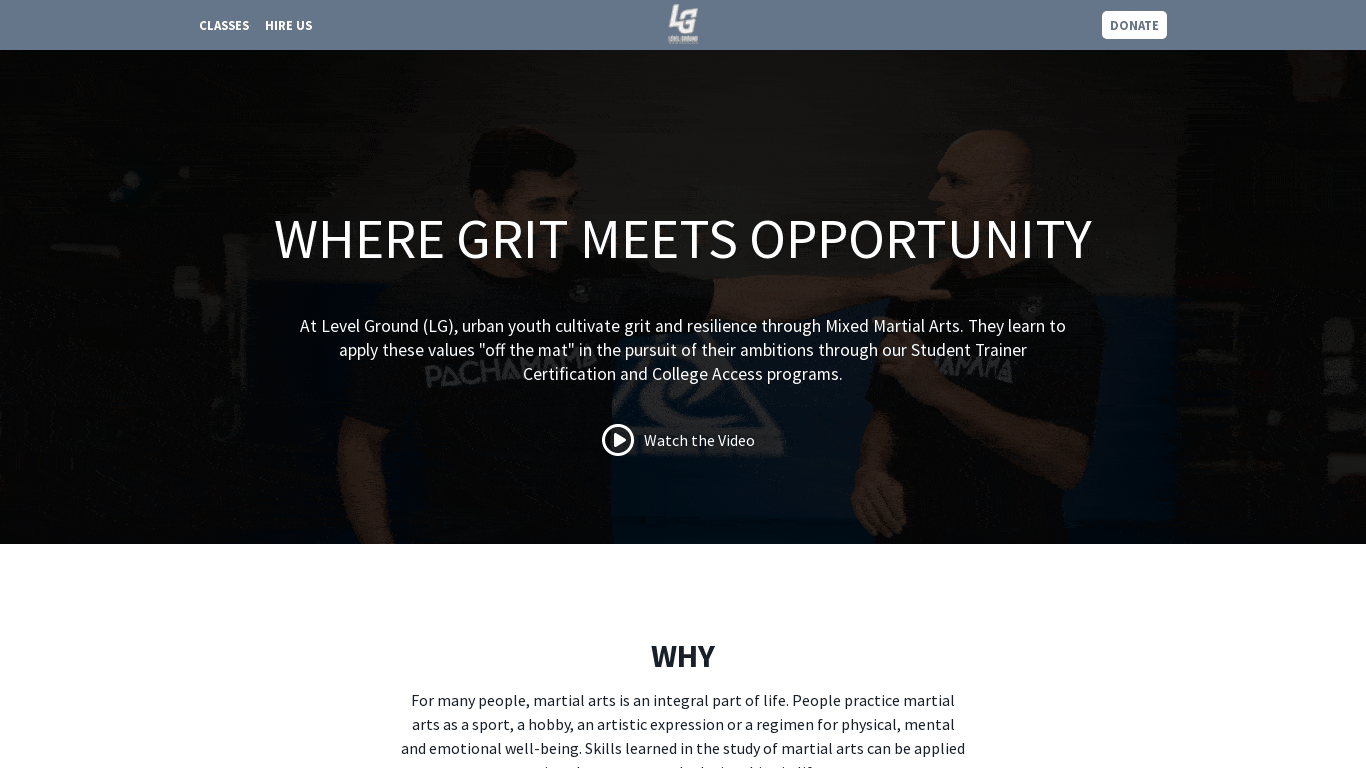 CLASSES HIRE US
LG
LEVEL GROUND
DONATE
WHERE GRIT MEETS OPPORTUNITY
At Level Ground (LG), urban youth cultivate grit and resilience through Mixed Martial Arts. They learn to
apply these values "off the mat" in the pursuit of their ambitions through our Student Trainer
Certification and College Access programs.
PACHAMAMA
Watch the Video
WHY
For many people, martial arts is an integral part of life. People practice martial
arts as a sport, a hobby, an artistic expression or a regimen for physical, mental
and emotional well-being. Skills learned in the study of martial arts can be applied